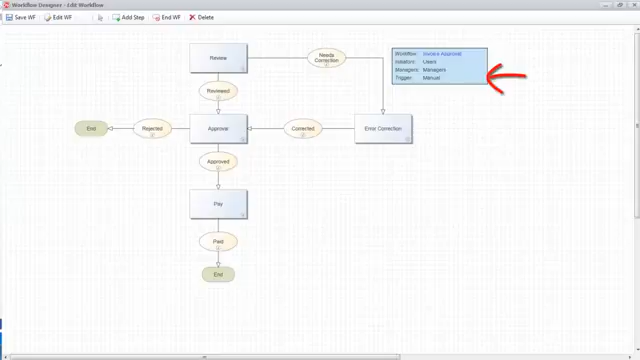 Workflow Designer - Edit Workflow
Save WF
Edit WF
Add Step
End WF
Delete
Review
Needs
Correction
Workflow: Invoice Approval
Initiators: Users
Managers: Managers
Trigger: Manual
Reviewed
End
Rejected
Approval
Corrected
Error Correction
Approved
Pay
Paid
End